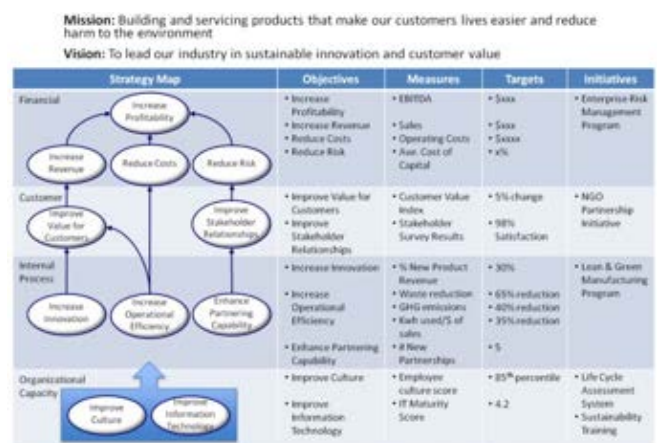 Mission: Building and servicing products that make our customers lives easier and reduce
harm to the environment
Vision: To lead our industry in sustainable innovation and customer value
Strategy Map
Objectives
Measures
Targets
Initiatives
Financial
Increase
Profitability
Increase
Revenue
Reduce Costs
Reduce Risk
• Increase
Profitability
• Increase Revenue
• Reduce Costs
• Reduce Risk
• EBITDA
• Sales
• Operating Costs
• Ave. Cost of
Capital
• $xxx
• $xxx
• $xxxx
• x%
• Enterprise Risk
Management
Program
Customer
Improve
Value for
Customers
Improve
Stakeholder
Relationships
• Improve Value for
Customers
• Improve
Stakeholder
Relationships
• Customer Value
Index
• Stakeholder
Survey Results
• 5% change
• 98%
Satisfaction
• NGO
Partnership
Initiative
Internal
Process
Increase
Innovation
Increase
Operational
Efficiency
Enhance
Partnering
Capability
• Increase Innovation
• Increase
Operational
Efficiency
• Enhance Partnering
Capability
• % New Product
Revenue
• Waste reduction
• GHG emissions
• Kwh used/$ of
sales
• # New
Partnerships
• 30%
• 65% reduction
• 40% reduction
• 35% reduction
• 5
• Lean & Green
Manufacturing
Program
Organizational
Capacity
Improve
Culture
Improve
Information
Technology
• Improve Culture
• Improve
Information
Technology
• Employee
culture score
• IT Maturity
Score
• 85th percentile
• 4.2
• Life Cycle
Assessment
System
• Sustainability
Training